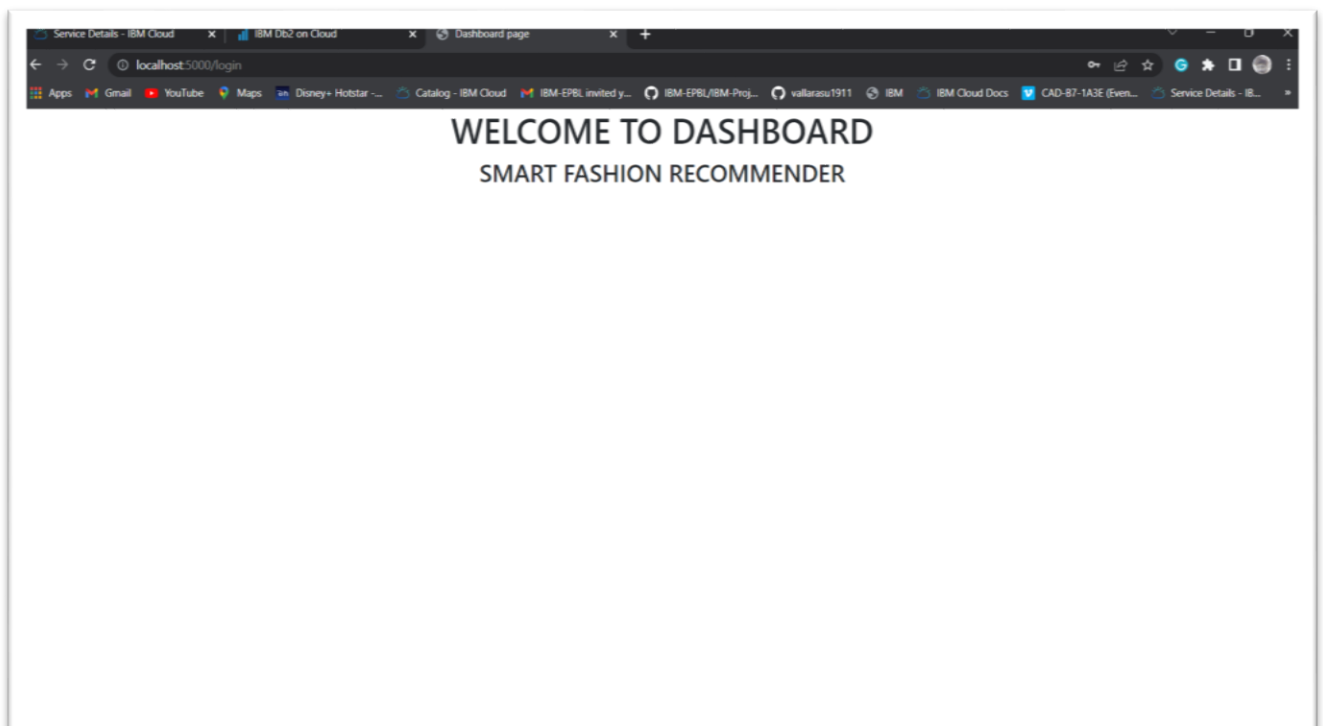 Service Details - IBM Cloud IBM Db2 on Cloud Dashboard page
localhost:5000/login
Apps Gmail YouTube Maps Disney+ Hotstar -... Catalog - IBM Cloud IBM-EPBL invited y... IBM-EPBL/IBM-Proj... vallarasu1911 IBM IBM Cloud Docs CAD-B7-1A3E (Even... Service Details - IB... »
WELCOME TO DASHBOARD
SMART FASHION RECOMMENDER